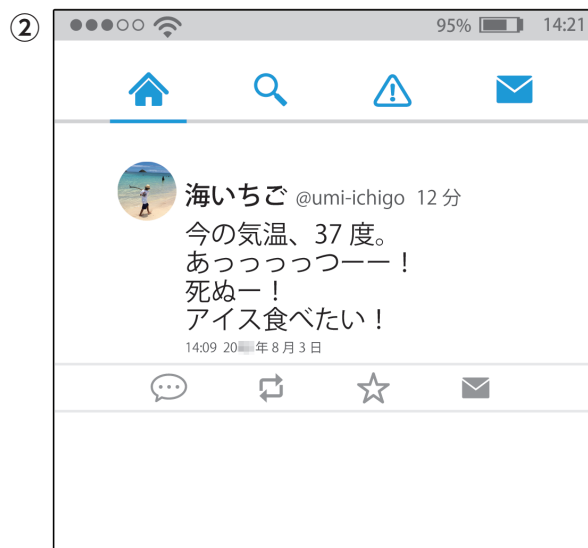 ②
95% 14:21
海いちご @umi-ichigo 12 分
今の気温、37 度。
あっっっっつーー！
死ぬー！
アイス食べたい！
14:09 20 年 8 月 3 日